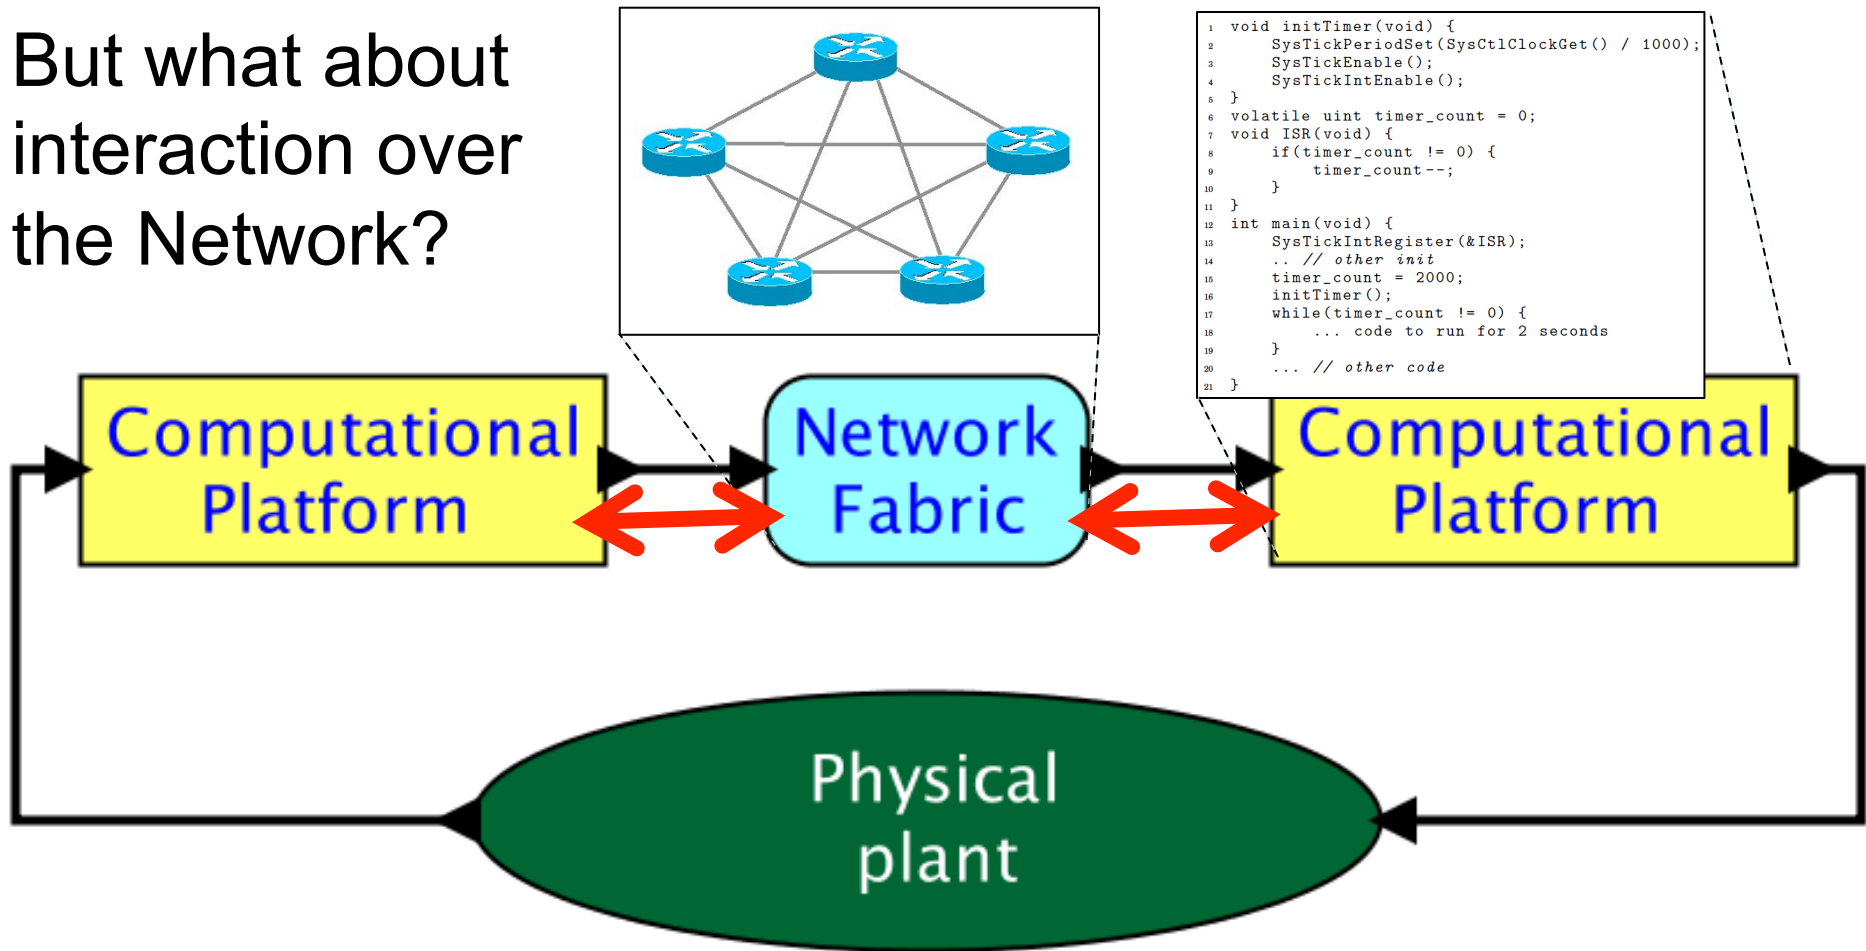 But what about
interaction over
the Network?
1 void initTimer(void) {
2     SysTickPeriodSet(SysCtlClockGet() / 1000);
3     SysTickEnable();
4     SysTickIntEnable();
5 }
6 volatile uint timer_count = 0;
7 void ISR(void) {
8     if(timer_count != 0) {
9         timer_count--;
10     }
11 }
12 int main(void) {
13     SysTickIntRegister(&ISR);
14     .. // other init
15     timer_count = 2000;
16     initTimer();
17     while(timer_count != 0) {
18         ... code to run for 2 seconds
19     }
20     ... // other code
21 }
Computational
Platform
Network
Fabric
Computational
Platform
Physical
plant